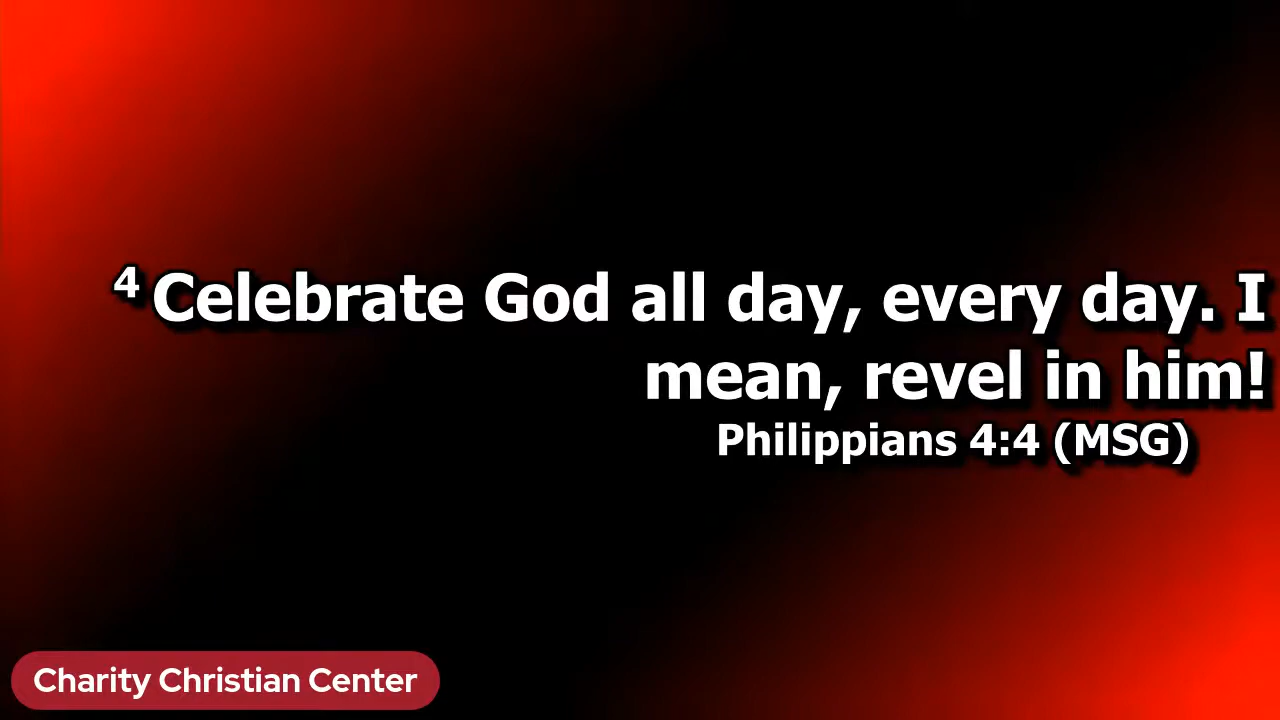 4 Celebrate God all day, every day. I
mean, revel in him!
Philippians 4:4 (MSG)
Charity Christian Center